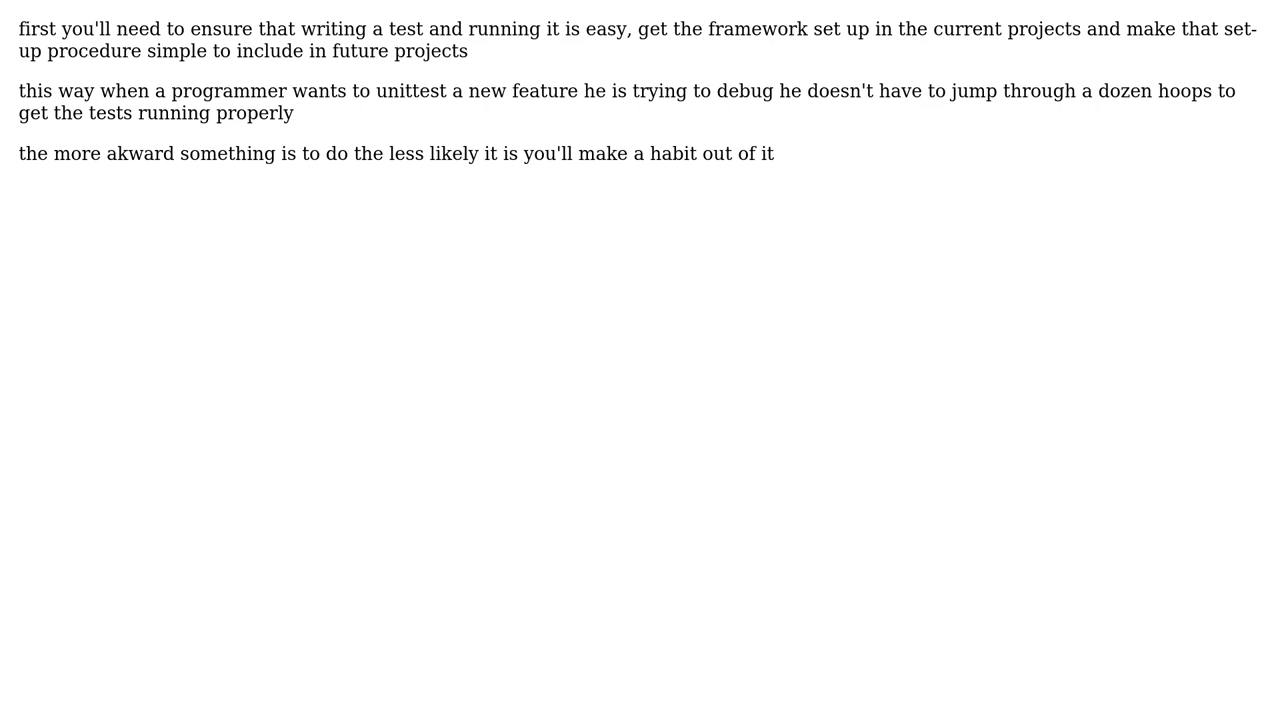 first you'll need to ensure that writing a test and running it is easy, get the framework set up in the current projects and make that set-
up procedure simple to include in future projects
this way when a programmer wants to unittest a new feature he is trying to debug he doesn't have to jump through a dozen hoops to
get the tests running properly
the more akward something is to do the less likely it is you'll make a habit out of it